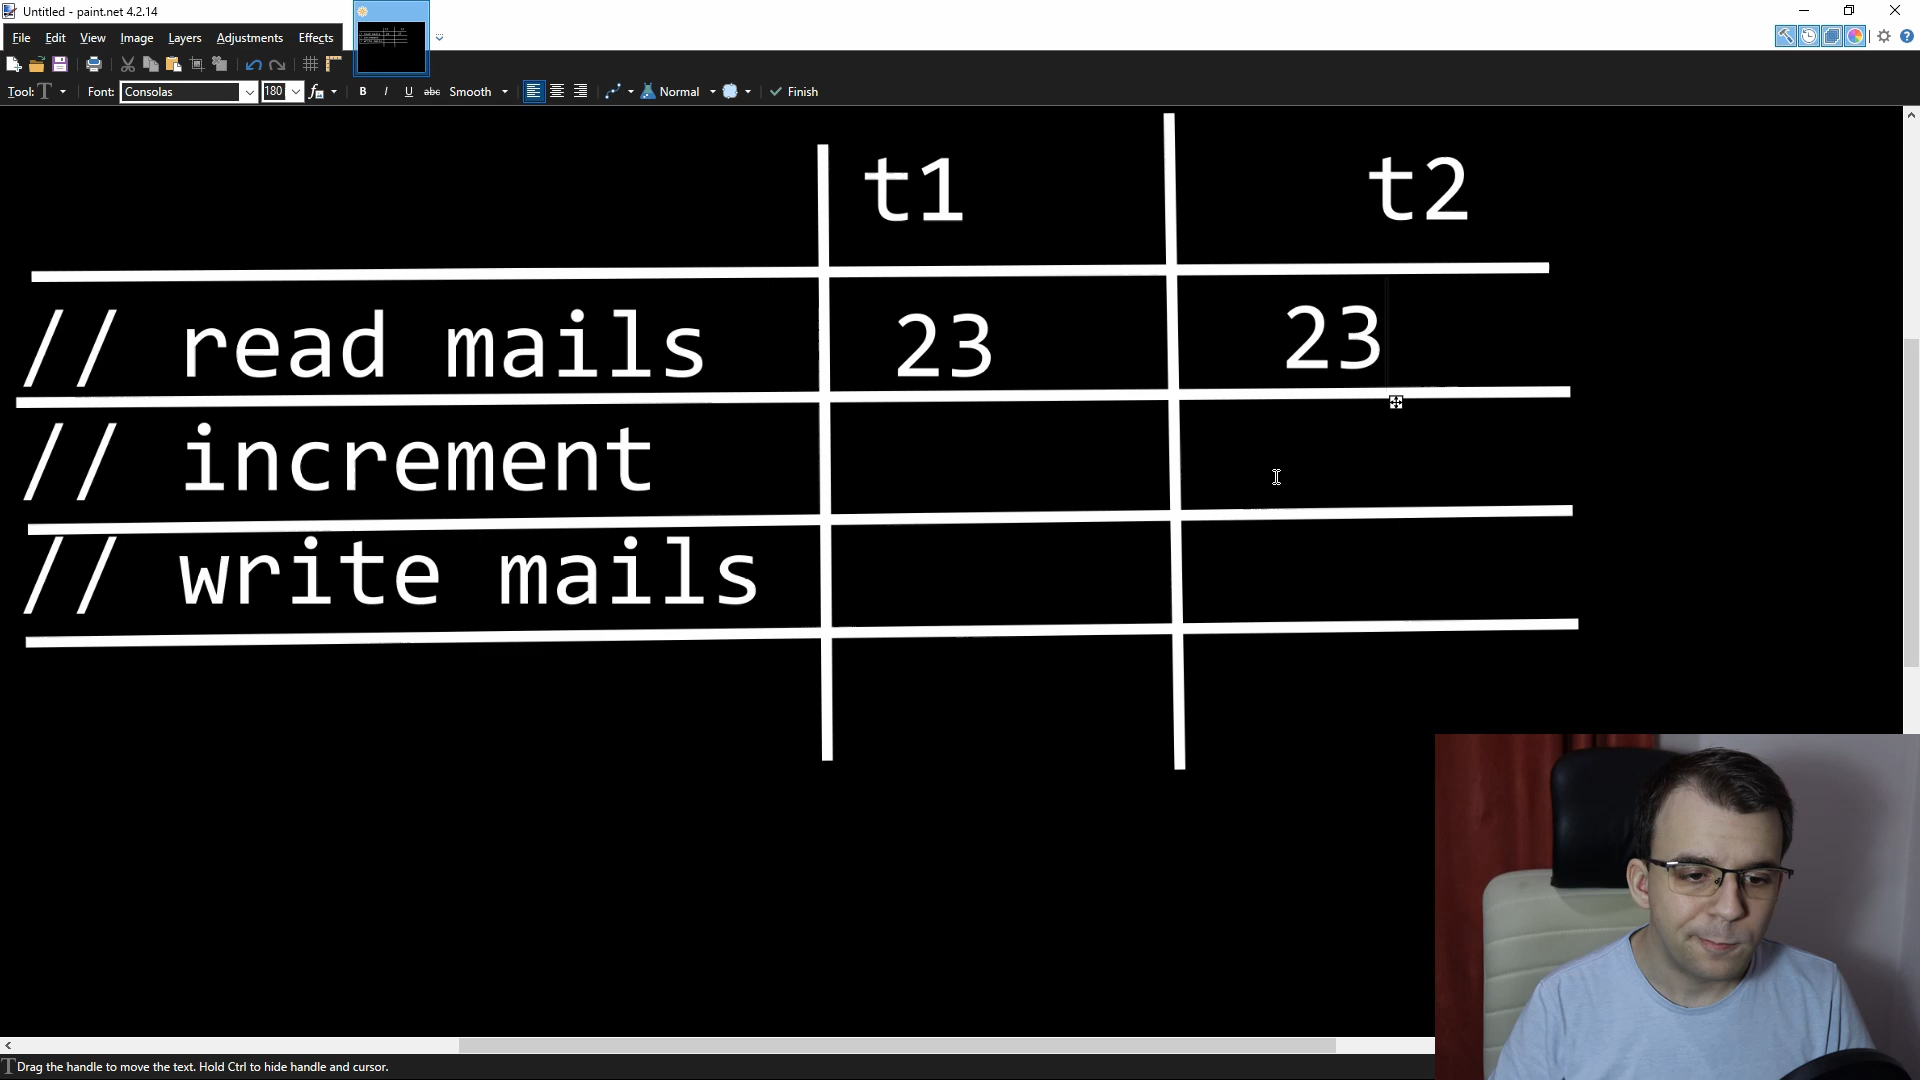 Untitled - paint.net 4.2.14
File Edit View Image Layers Adjustments Effects
Tool: T Font: Consolas 180 fx B I U abc Smooth Normal Finish
t1 t2
// read mails 23 23
// increment
// write mails
Drag the handle to move the text. Hold Ctrl to hide handle and cursor.